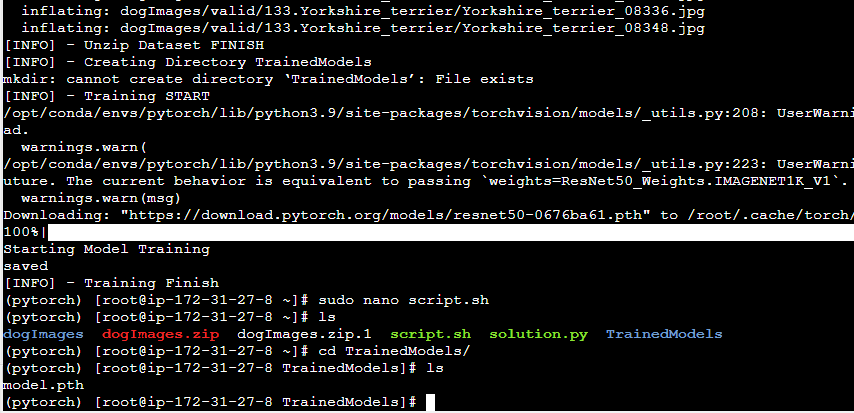 inflating: dogImages/valid/133.Yorkshire_terrier/Yorkshire_terrier_08336.jpg
  inflating: dogImages/valid/133.Yorkshire_terrier/Yorkshire_terrier_08348.jpg
[INFO] - Unzip Dataset FINISH
[INFO] - Creating Directory TrainedModels
mkdir: cannot create directory ‘TrainedModels’: File exists
[INFO] - Training START
/opt/conda/envs/pytorch/lib/python3.9/site-packages/torchvision/models/_utils.py:208: UserWarni
ad.
  warnings.warn(
/opt/conda/envs/pytorch/lib/python3.9/site-packages/torchvision/models/_utils.py:223: UserWarni
uture. The current behavior is equivalent to passing `weights=ResNet50_Weights.IMAGENET1K_V1`.
  warnings.warn(msg)
Downloading: "https://download.pytorch.org/models/resnet50-0676ba61.pth" to /root/.cache/torch/
100%|
Starting Model Training
saved
[INFO] - Training Finish
(pytorch) [root@ip-172-31-27-8 ~]# sudo nano script.sh
(pytorch) [root@ip-172-31-27-8 ~]# ls
dogImages  dogImages.zip  dogImages.zip.1  script.sh  solution.py  TrainedModels
(pytorch) [root@ip-172-31-27-8 ~]# cd TrainedModels/
(pytorch) [root@ip-172-31-27-8 TrainedModels]# ls
model.pth
(pytorch) [root@ip-172-31-27-8 TrainedModels]#